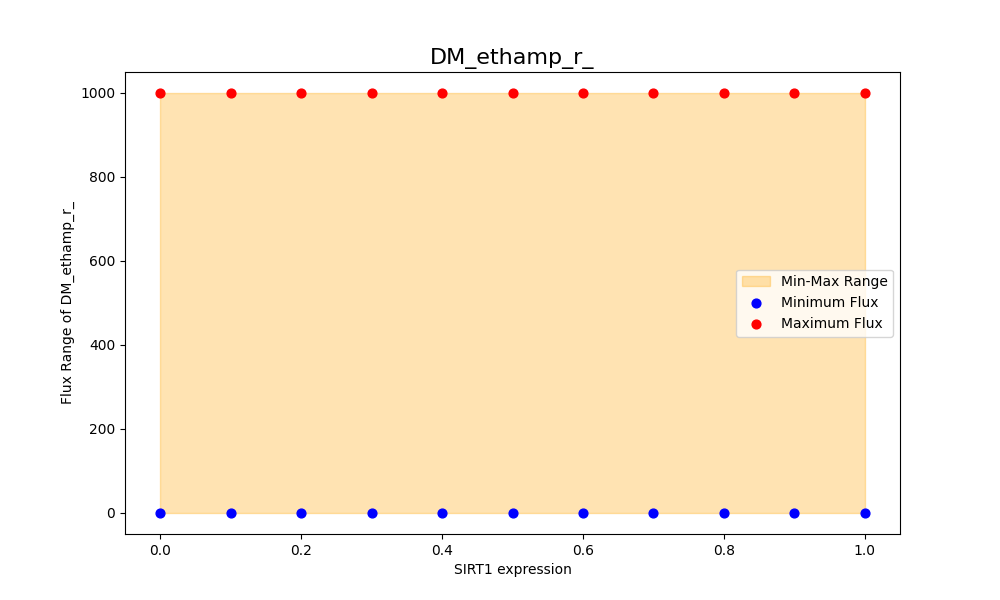 DM_ethamp_r_
1000
800
600
400
200
0
Flux Range of DM_ethamp_r_
Min-Max Range
Minimum Flux
Maximum Flux
0.0 0.2 0.4 0.6 0.8 1.0
SIRT1 expression